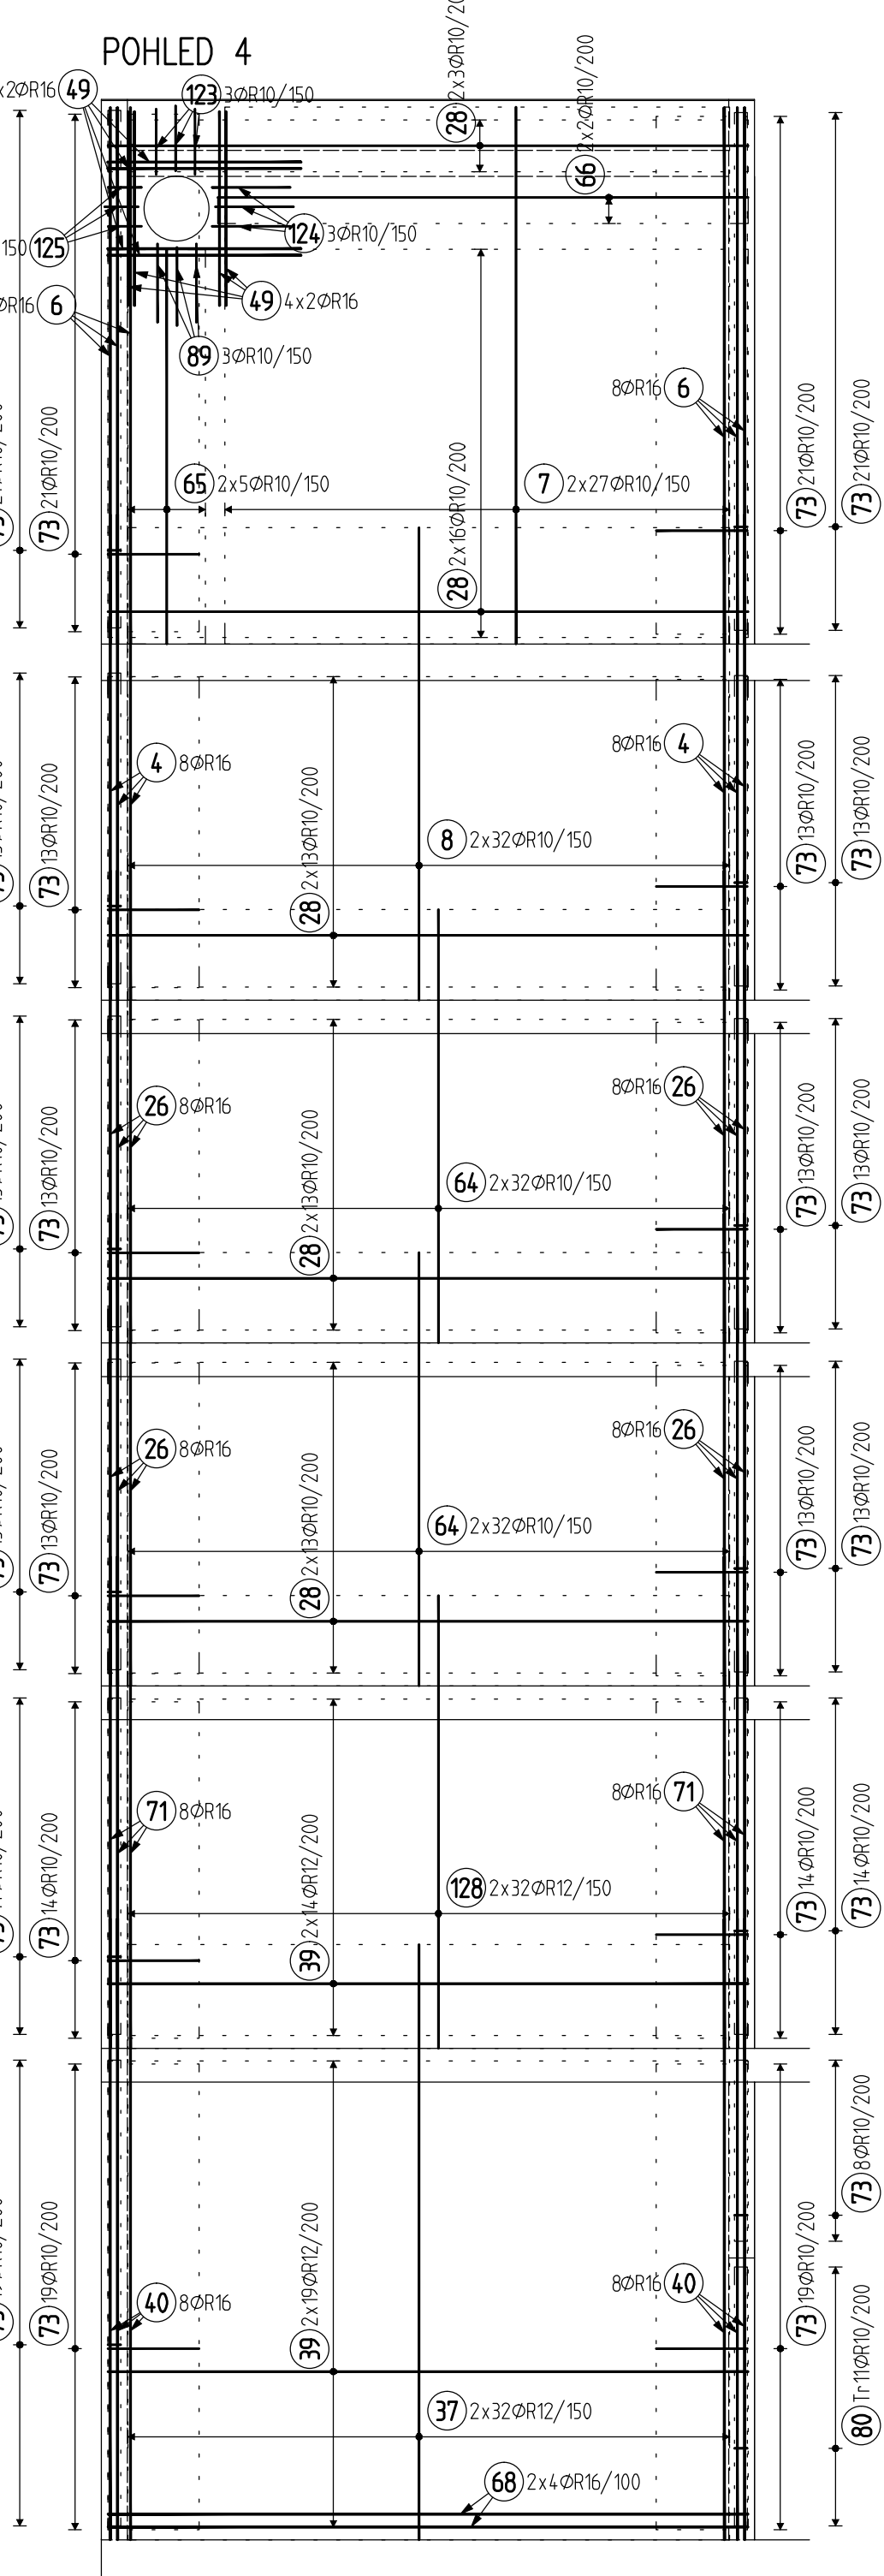 POHLED 4
x2ØR16 49
123 3ØR10/150
28 2x3ØR10/20
66 2x2ØR10/200
150 125
124 3ØR10/150
ØR16 6
49 4x2ØR16
89 3ØR10/150
8ØR16 6
73 21ØR10/200
73 21ØR10/200
73 21ØR10/200
65 2x5ØR10/150
7 2x27ØR10/150
28 2x16ØR10/200
4 8ØR16
8ØR16 4
73 13ØR10/200
28 2x13ØR10/200
8 2x32ØR10/150
73 13ØR10/200
73 13ØR10/200
26 8ØR16
8ØR16 26
73 13ØR10/200
28 2x13ØR10/200
64 2x32ØR10/150
73 13ØR10/200
73 13ØR10/200
26 8ØR16
8ØR16 26
73 13ØR10/200
28 2x13ØR10/200
64 2x32ØR10/150
73 13ØR10/200
73 13ØR10/200
71 8ØR16
8ØR16 71
73 14ØR10/200
39 2x14ØR12/200
128 2x32ØR12/150
73 14ØR10/200
73 14ØR10/200
73 8ØR10/200
40 8ØR16
8ØR16 40
73 19ØR10/200
39 2x19ØR12/200
73 19ØR10/200
80 Tr11ØR10/200
37 2x32ØR12/150
68 2x4ØR16/100